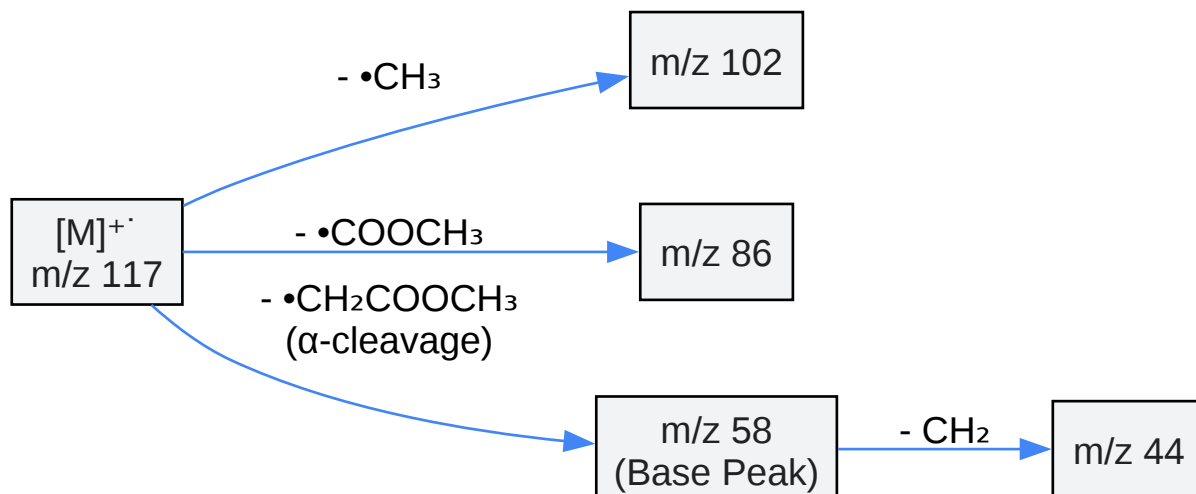 - •CH₃
m/z 102
[M]⁺˙
m/z 117
- •COOCH₃
m/z 86
- •CH₂COOCH₃
(α-cleavage)
m/z 58
(Base Peak)
- CH₂
m/z 44